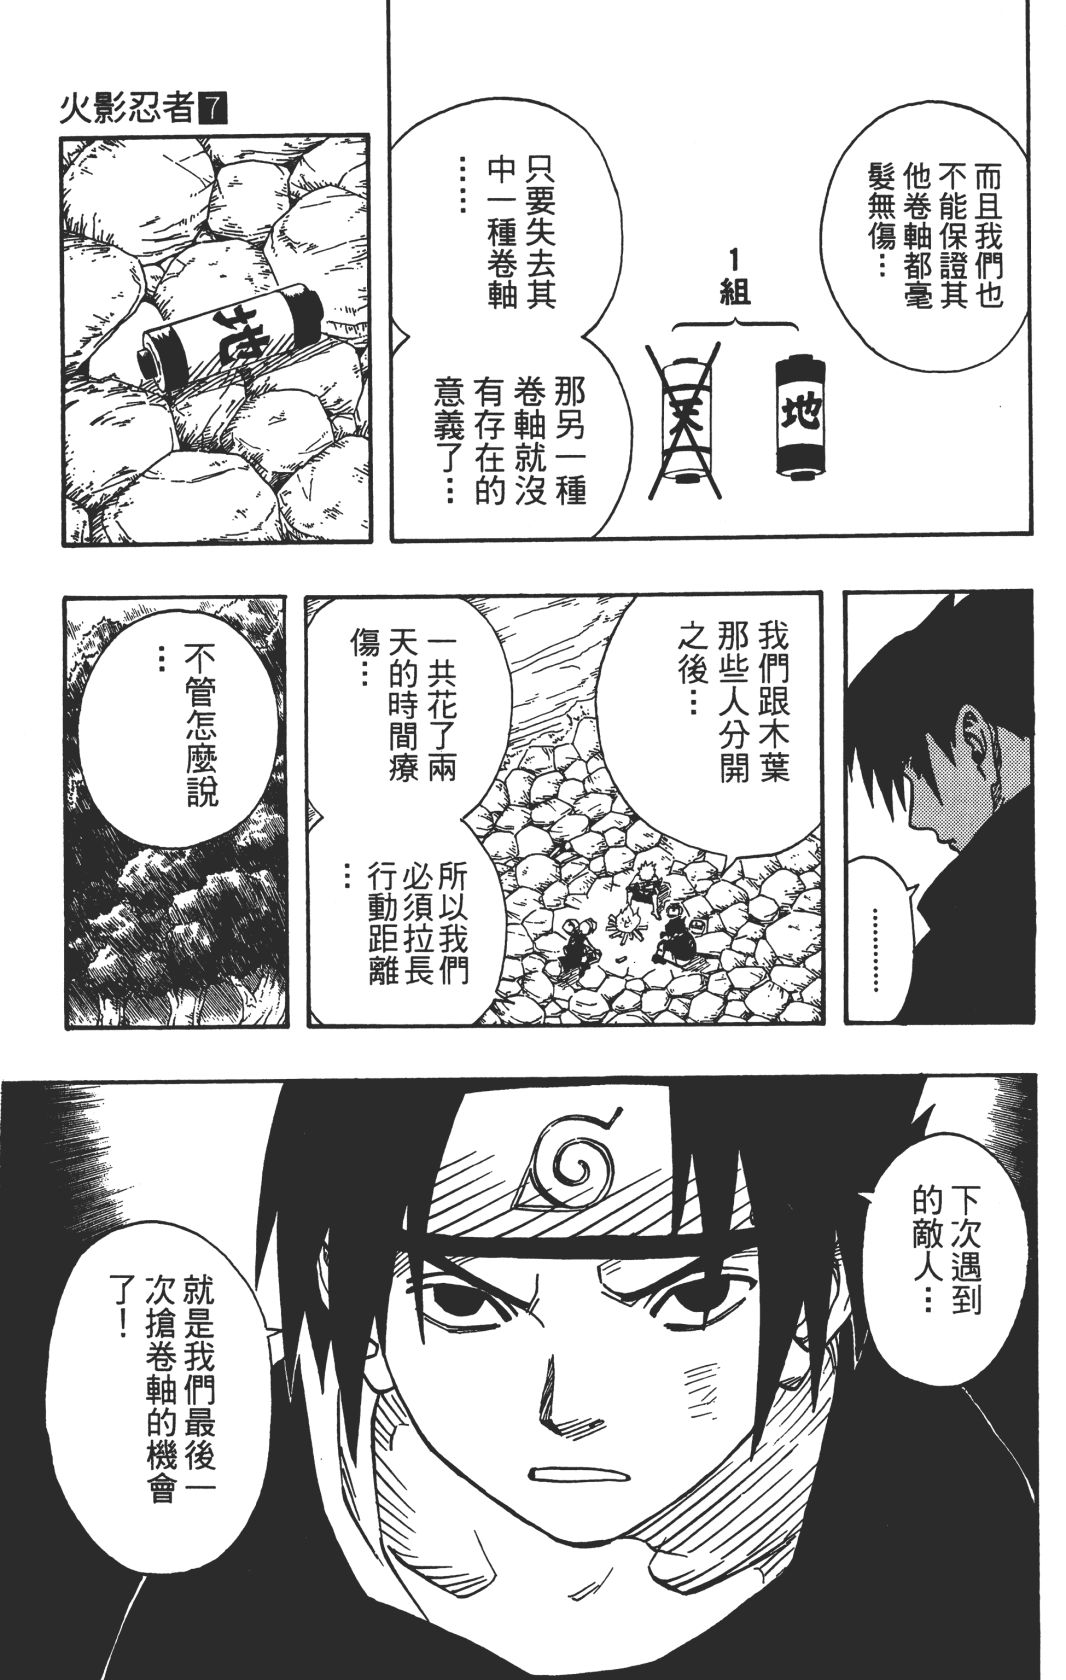 火影忍者7
而且我們也
不能保證其
他卷軸都毫
髮無傷…
1
組
天
地
只要失去其
中一種卷軸
……
那另一種
卷軸就沒
有存在的
意義了…
地
…………
我們跟木葉
那些人分開
之後…
一共花了兩
天的時間療
傷…
所以我們
必須拉長
行動距離
…
不管怎麼說
…
下次遇到
的敵人…
就是我們最後一
次搶卷軸的機會
了！